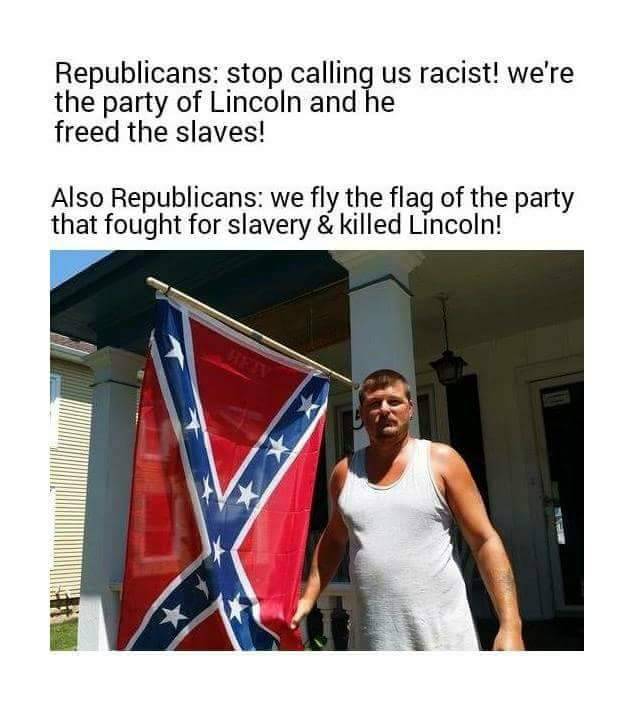 Republicans: stop calling us racist! we're
the party of Lincoln and he
freed the slaves!
Also Republicans: we fly the flag of the party
that fought for slavery & killed Lincoln!